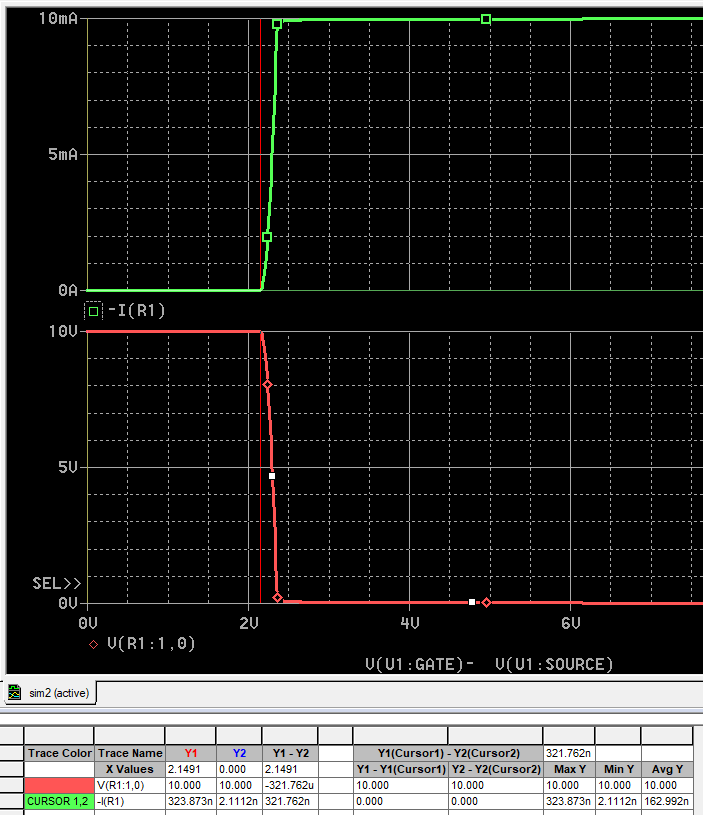 10mA
5mA
0A
-I(R1)
10V
5V
SEL>>
0V
0V 2V 4V 6V
V(R1:1,0)
V(U1:GATE)- V(U1:SOURCE)
sim2 (active)
Trace Color Trace Name Y1 Y2 Y1 - Y2 Y1(Cursor1) - Y2(Cursor2) 321.762n
X Values 2.1491 0.000 2.1491 Y1 - Y1(Cursor1) Y2 - Y2(Cursor2) Max Y Min Y Avg Y
V(R1:1,0) 10.000 10.000 -321.762u 10.000 10.000 10.000 10.000 10.000
CURSOR 1,2 -I(R1) 323.873n 2.1112n 321.762n 0.000 0.000 323.873n 2.1112n 162.992n